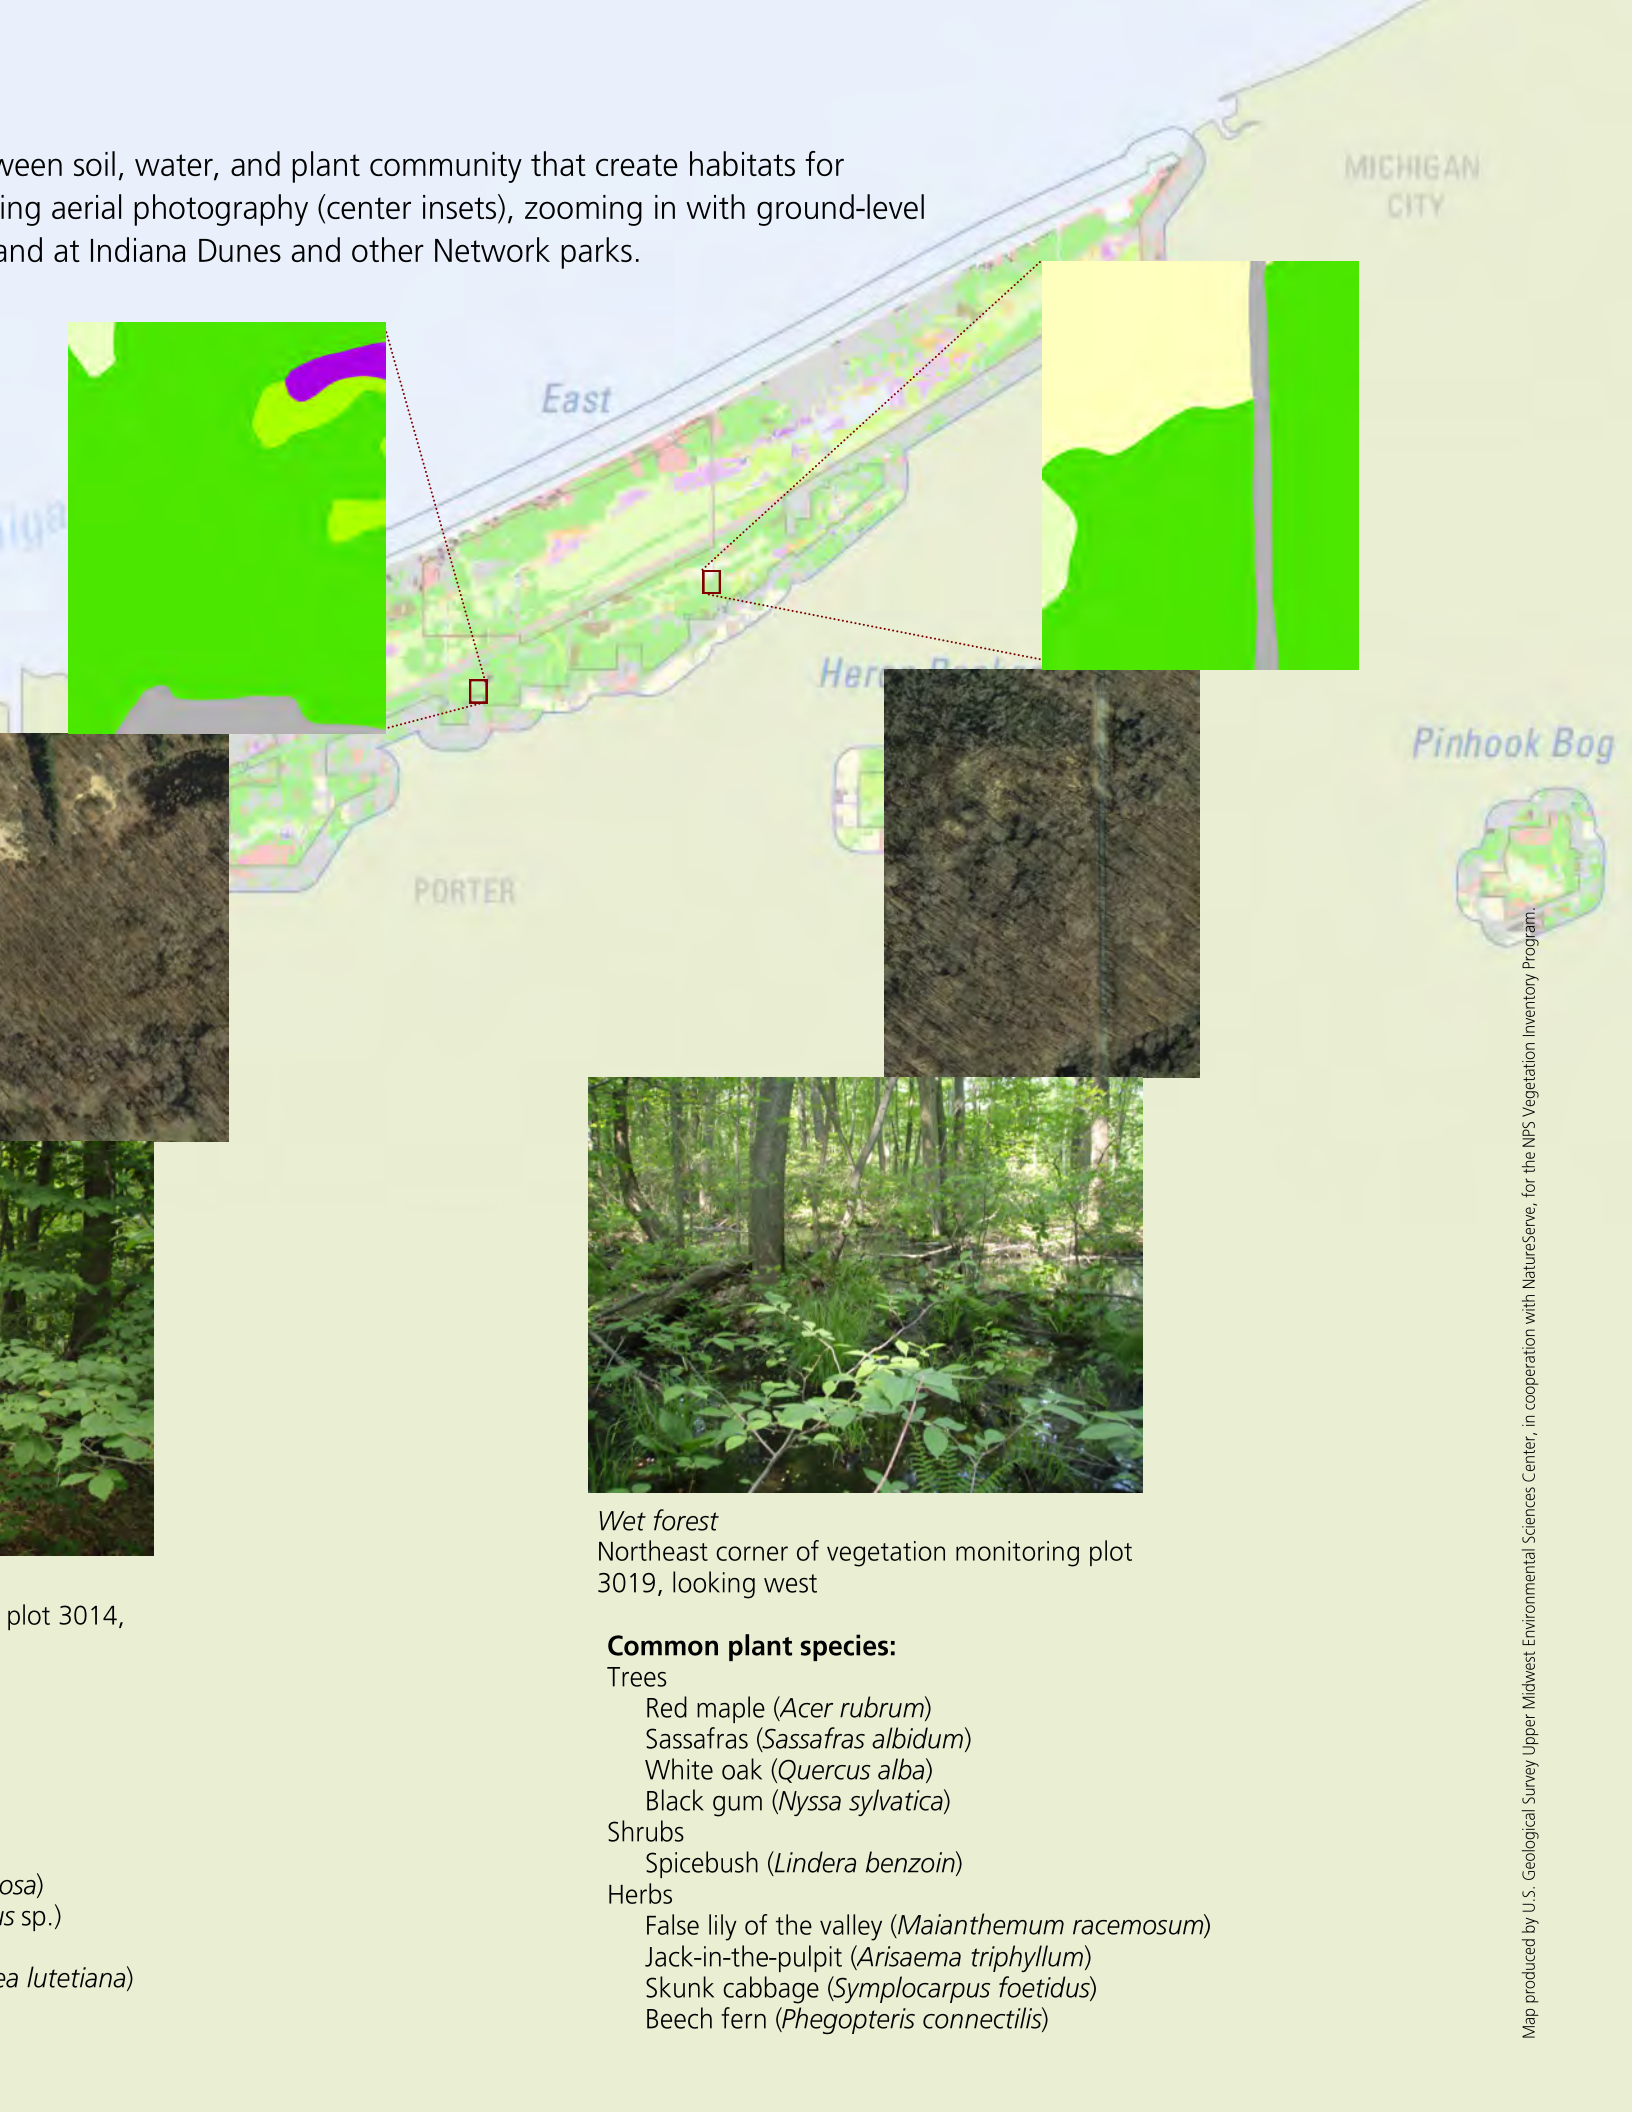 ween soil, water, and plant community that create habitats for
ing aerial photography (center insets), zooming in with ground-level
and at Indiana Dunes and other Network parks.
MICHIGAN
CITY
East
iga
Pinhook Bog
PORTER
Wet forest
Northeast corner of vegetation monitoring plot
3019, looking west
plot 3014,
Common plant species:
Trees
Red maple (Acer rubrum)
Sassafras (Sassafras albidum)
White oak (Quercus alba)
Black gum (Nyssa sylvatica)
Shrubs
Spicebush (Lindera benzoin)
Herbs
False lily of the valley (Maianthemum racemosum)
Jack-in-the-pulpit (Arisaema triphyllum)
Skunk cabbage (Symplocarpus foetidus)
Beech fern (Phegopteris connectilis)
osa)
us sp.)
ea lutetiana)
Map produced by U.S. Geological Survey Upper Midwest Environmental Sciences Center, in cooperation with NatureServe, for the NPS Vegetation Inventory Program.